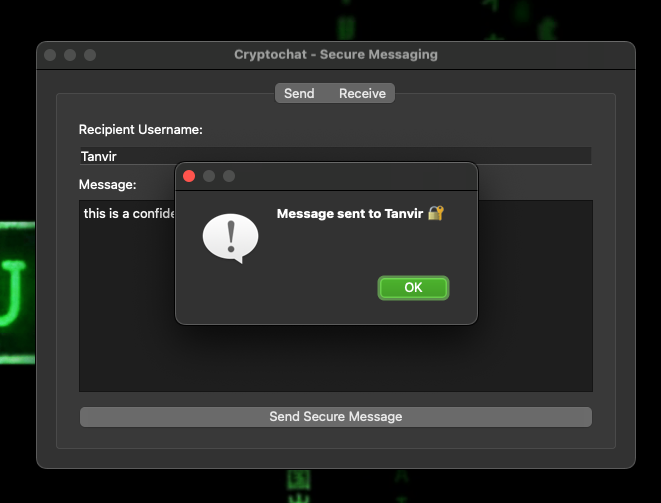 Cryptochat - Secure Messaging
Send Receive
Recipient Username:
Tanvir
Message:
this is a confide
Message sent to Tanvir 🔐
OK
Send Secure Message